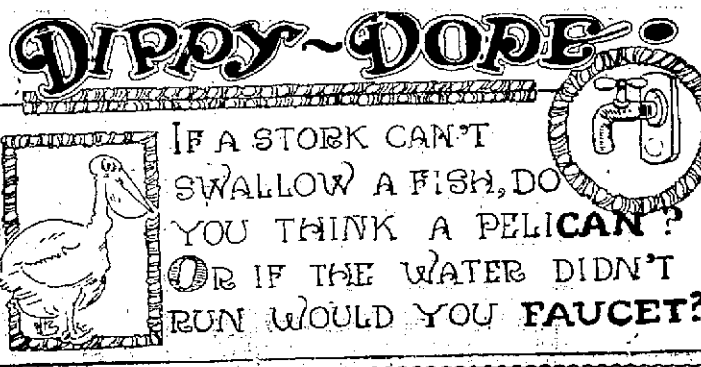 DIPPY~DOPE.
IF A STORK CAN'T
SWALLOW A FISH, DO
YOU THINK A PELICAN?
OR IF THE WATER DIDN'T
RUN WOULD YOU FAUCET?